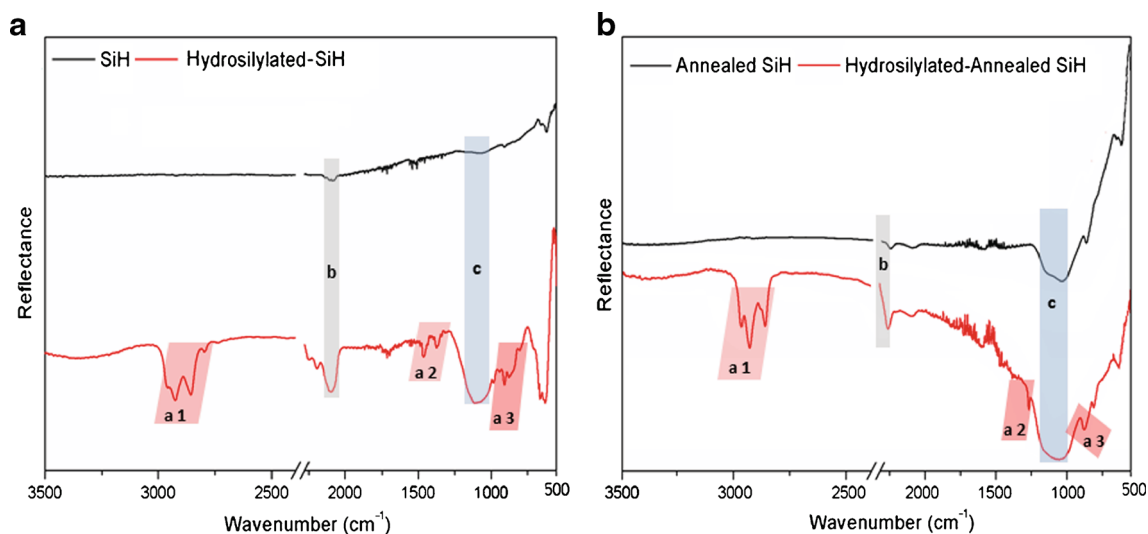 a
SiH Hydrosilylated-SiH
Reflectance
b
c
a 1
a 2
a 3
3500 3000 2500 2000 1500 1000 500
Wavenumber (cm⁻¹)
b
Annealed SiH Hydrosilylated-Annealed SiH
Reflectance
b
c
a 1
a 2
a 3
3500 3000 2500 2000 1500 1000 500
Wavenumber (cm⁻¹)